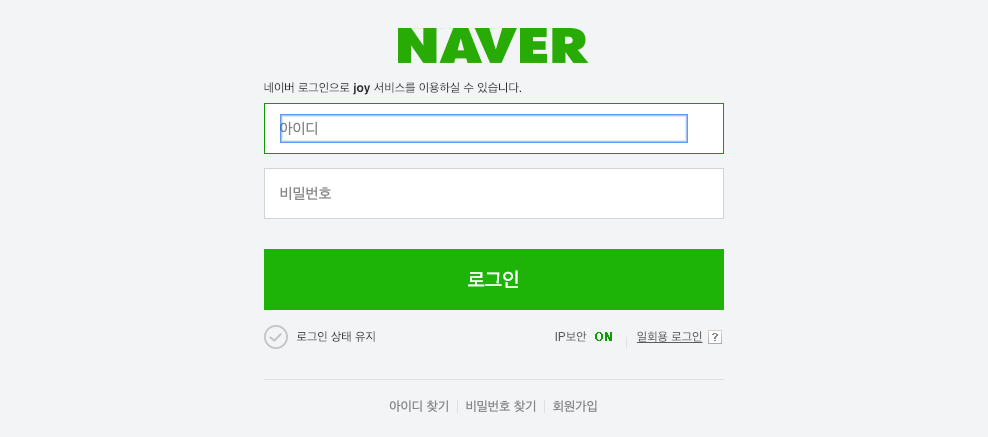 NAVER
네이버 로그인으로 joy 서비스를 이용하실 수 있습니다.
아이디
비밀번호
로그인
로그인 상태 유지 IP보안 ON 일회용 로그인 ?
아이디 찾기 비밀번호 찾기 회원가입